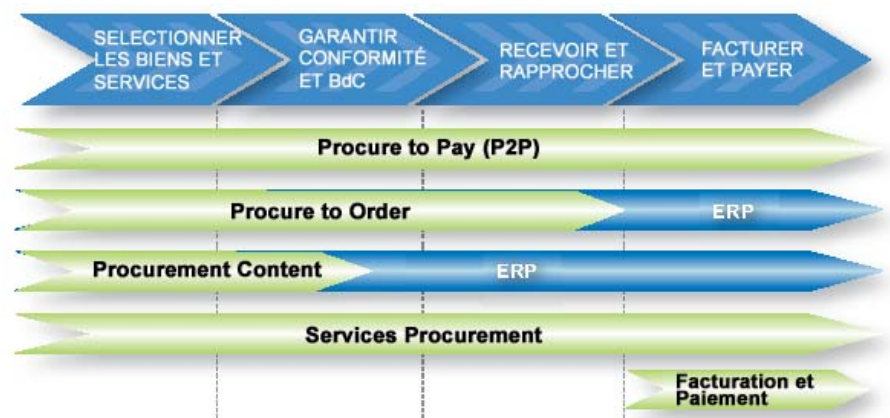 SELECTIONNER
LES BIENS ET
SERVICES
GARANTIR
CONFORMITÉ
ET BdC
RECEVOIR ET
RAPPROCHER
FACTURER
ET PAYER
Procure to Pay (P2P)
Procure to Order
ERP
Procurement Content
ERP
Services Procurement
Facturation et
Paiement